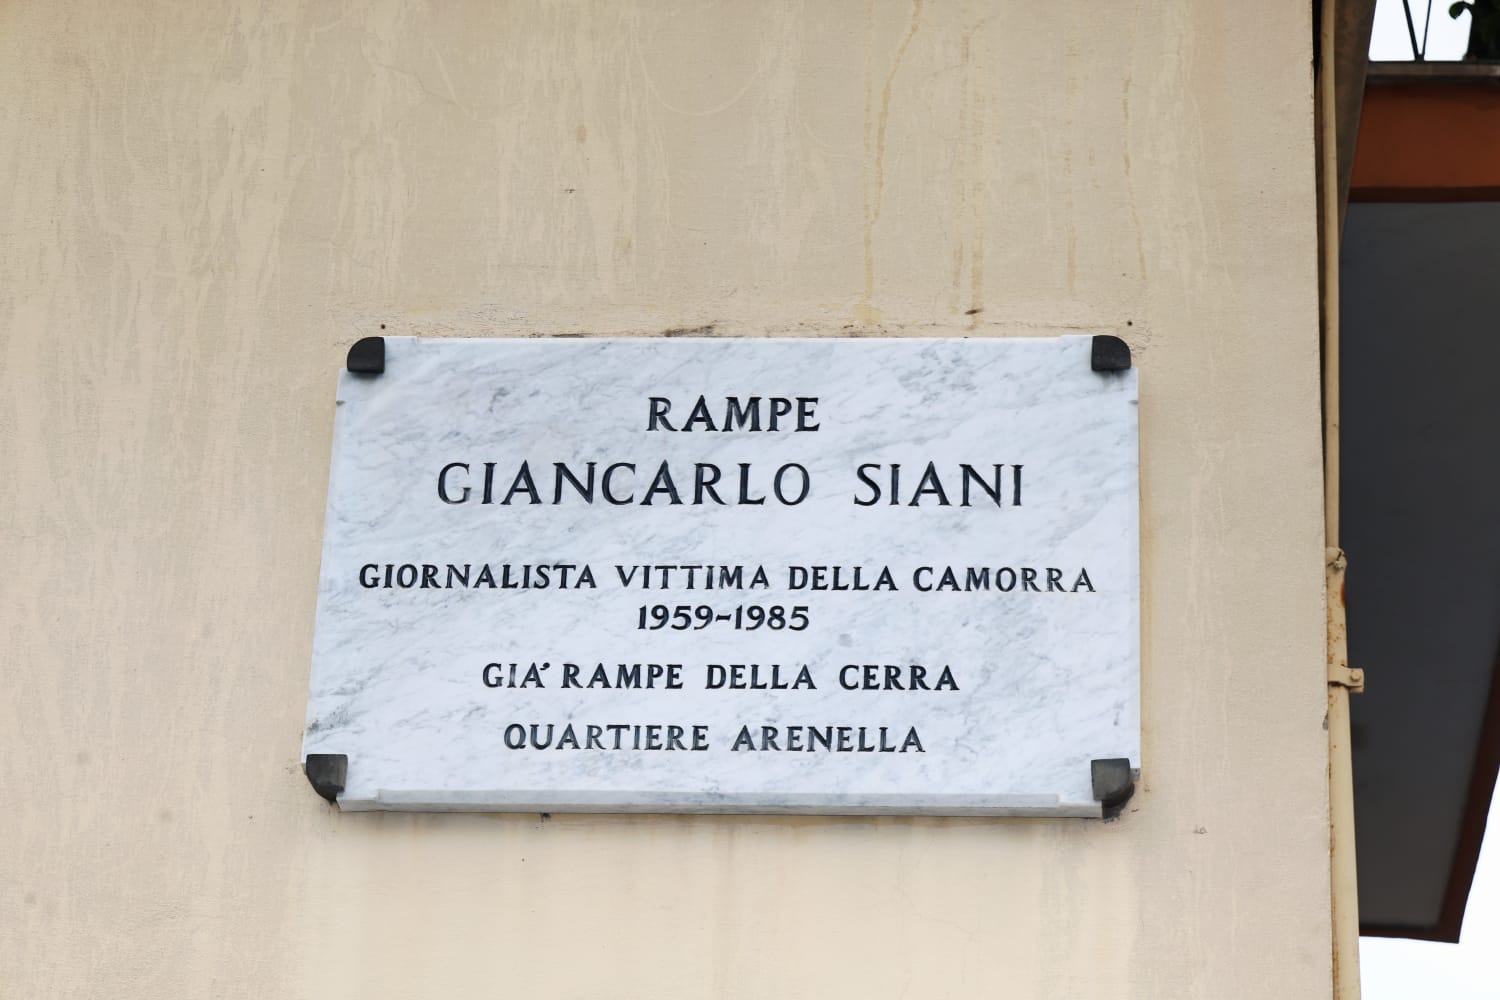 RAMPE
GIANCARLO SIANI
GIORNALISTA VITTIMA DELLA CAMORRA
1959-1985
GIA' RAMPE DELLA CERRA
QUARTIERE ARENELLA